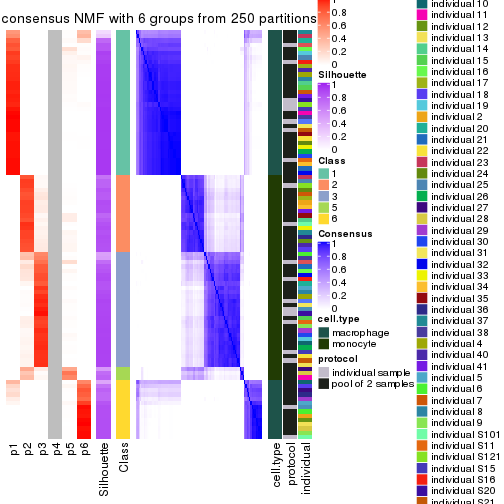 consensus NMF with 6 groups from 250 partitions
0.8
0.6
0.4
0.2
0
Silhouette
1
0.8
0.6
0.4
0.2
0
Class
1
2
3
5
6
Consensus
1
0.8
0.6
0.4
0.2
0
cell.type
macrophage
monocyte
protocol
individual sample
pool of 2 samples
p1
p2
p3
p4
p5
p6
Silhouette
Class
cell.type
protocol
individual
individual 10
individual 11
individual 12
individual 13
individual 14
individual 15
individual 16
individual 17
individual 18
individual 19
individual 2
individual 20
individual 21
individual 22
individual 23
individual 24
individual 25
individual 26
individual 27
individual 28
individual 29
individual 30
individual 31
individual 32
individual 33
individual 34
individual 35
individual 36
individual 37
individual 38
individual 4
individual 40
individual 41
individual 5
individual 6
individual 7
individual 8
individual 9
individual S101
individual S11
individual S121
individual S15
individual S16
individual S20
individual S21